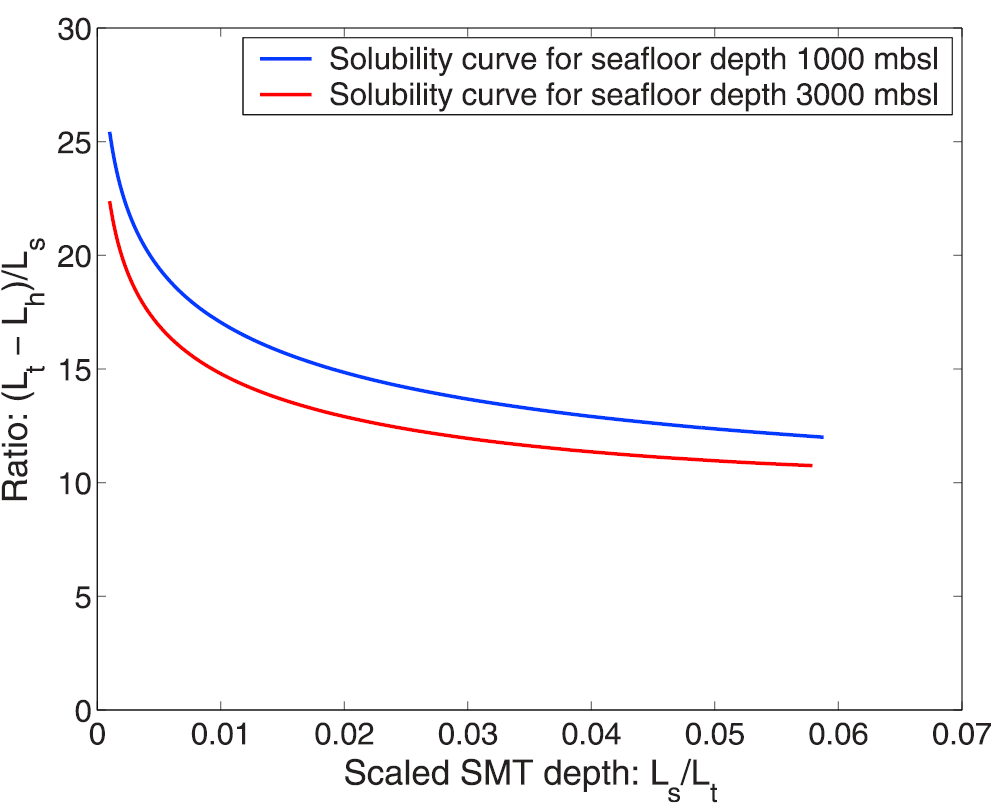 30
25
20
15
10
5
0
Ratio: (Lt − Lh)/Ls
Solubility curve for seafloor depth 1000 mbsl
Solubility curve for seafloor depth 3000 mbsl
0 0.01 0.02 0.03 0.04 0.05 0.06 0.07
Scaled SMT depth: Ls/Lt